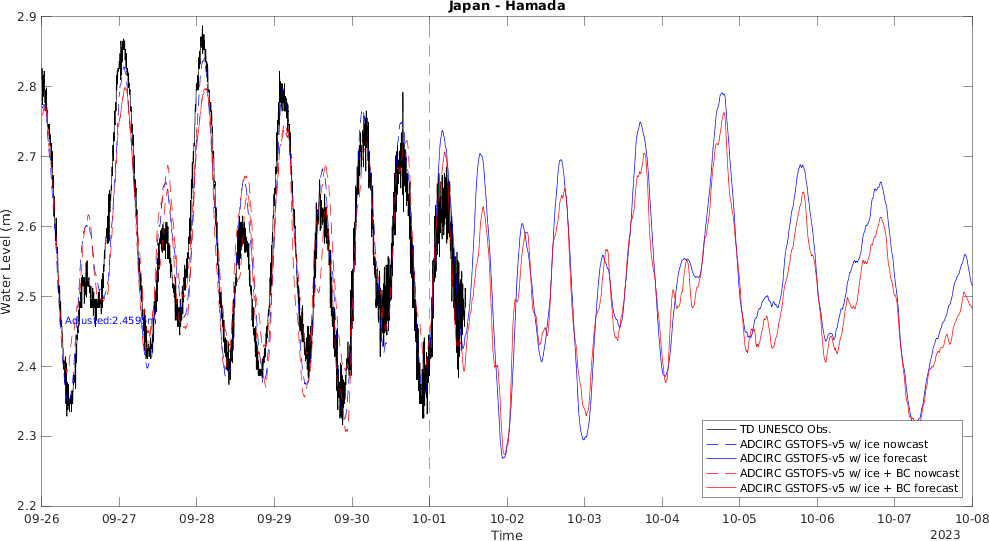 Japan - Hamada
Water Level (m)
2.9
2.8
2.7
2.6
2.5
2.4
2.3
2.2
Adjusted:2.459 m
TD UNESCO Obs.
ADCIRC GSTOFS-v5 w/ ice nowcast
ADCIRC GSTOFS-v5 w/ ice forecast
ADCIRC GSTOFS-v5 w/ ice + BC nowcast
ADCIRC GSTOFS-v5 w/ ice + BC forecast
09-26 09-27 09-28 09-29 09-30 10-01 10-02 10-03 10-04 10-05 10-06 10-07 10-08
Time
2023